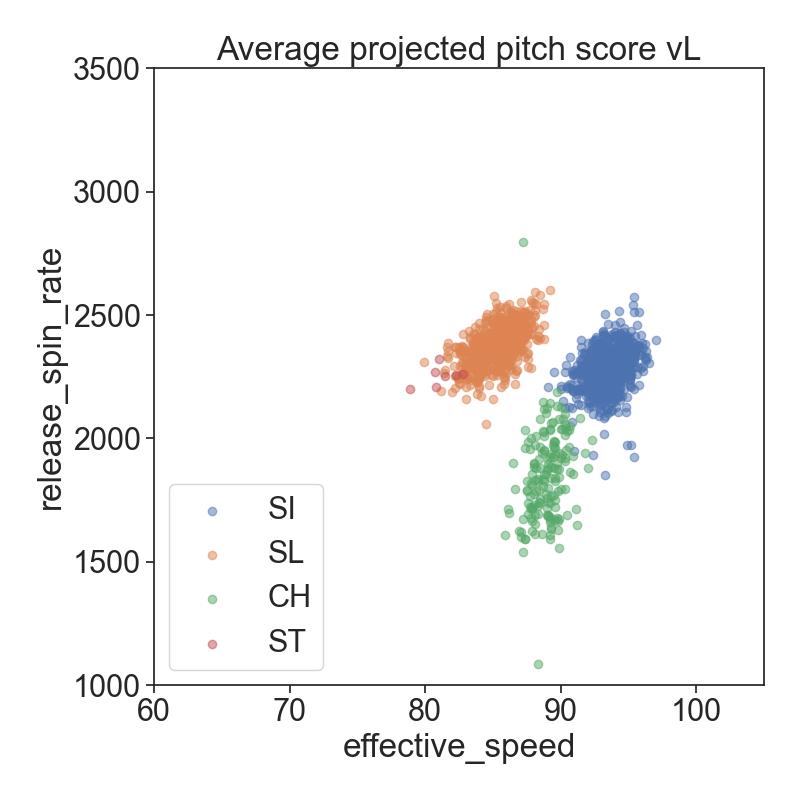 Average projected pitch score vL
release_spin_rate
3500
3000
2500
2000
1500
1000
SI
SL
CH
ST
60
70
80
90
100
effective_speed